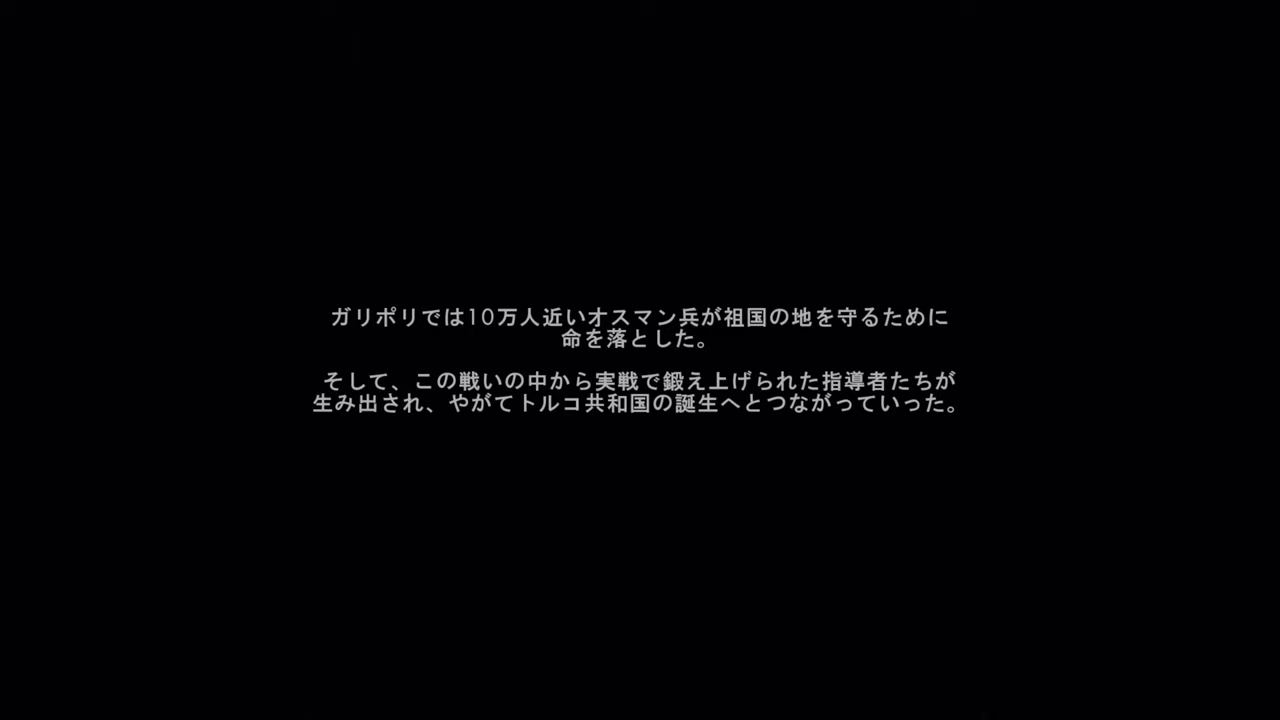 ガリポリでは10万人近いオスマン兵が祖国の地を守るために
命を落とした。
そして、この戦いの中から実戦で鍛え上げられた指導者たちが
生み出され、やがてトルコ共和国の誕生へとつながっていった。